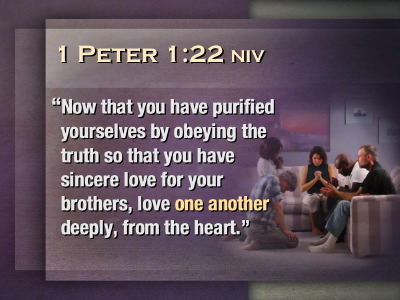 1 PETER 1:22 NIV
“Now that you have purified
yourselves by obeying the
truth so that you have
sincere love for your
brothers, love one another
deeply, from the heart.”